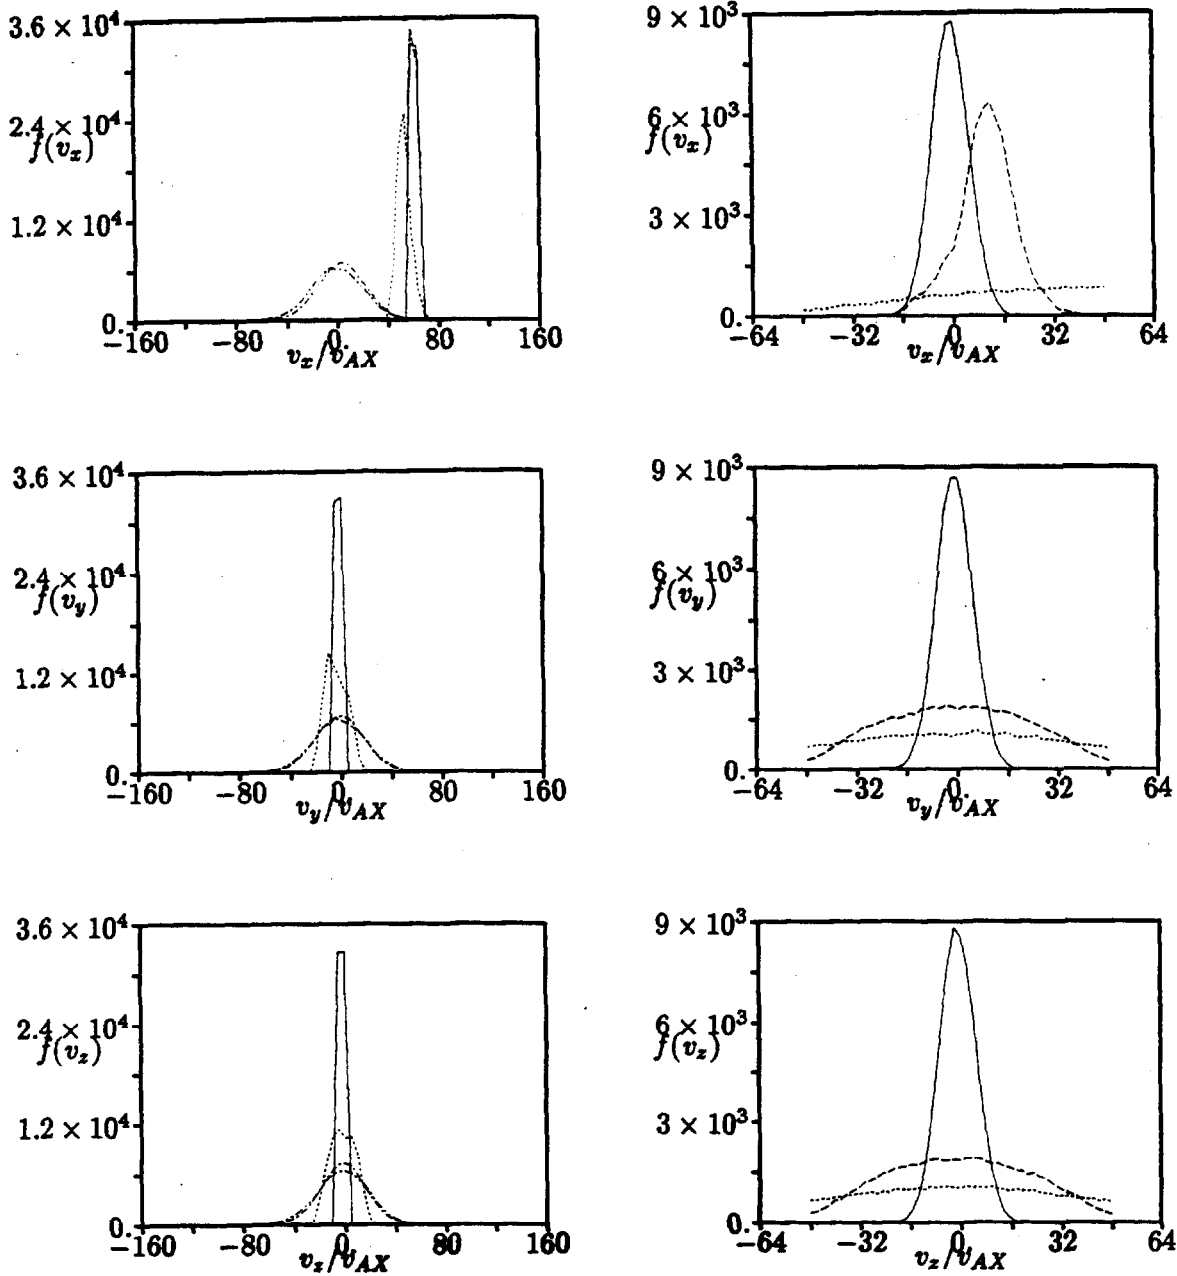 3.6 × 10⁴
2.4 × 10⁴
f(v_x)
1.2 × 10⁴
0.
−160 −80 0. 80 160
v_x/v_AX
9 × 10³
6 × 10³
f(v_x)
3 × 10³
0.
−64 −32 0. 32 64
v_x/v_AX
3.6 × 10⁴
2.4 × 10⁴
f(v_y)
1.2 × 10⁴
0.
−160 −80 0. 80 160
v_y/v_AX
9 × 10³
6 × 10³
f(v_y)
3 × 10³
0.
−64 −32 0. 32 64
v_y/v_AX
3.6 × 10⁴
2.4 × 10⁴
f(v_z)
1.2 × 10⁴
0.
−160 −80 0. 80 160
v_z/v_AX
9 × 10³
6 × 10³
f(v_z)
3 × 10³
0.
−64 −32 0. 32 64
v_z/v_AX